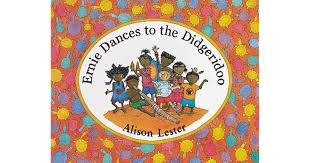 Ernie Dances to the Didgeridoo
Alison Lester